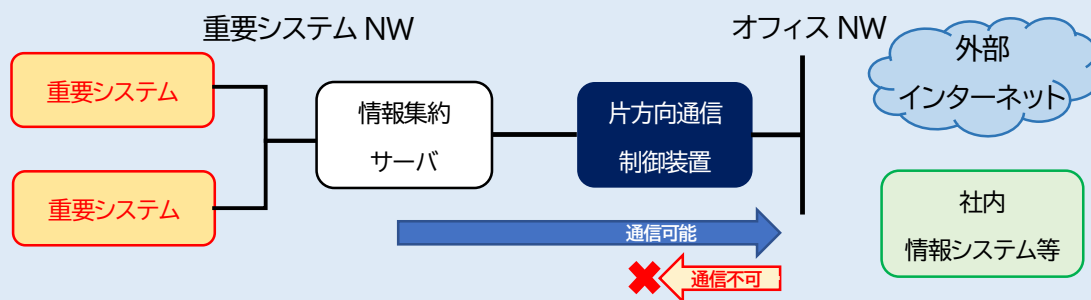 重要システム NW
オフィス NW
重要システム
重要システム
情報集約
サーバ
片方向通信
制御装置
外部
インターネット
社内
情報システム等
通信可能
通信不可